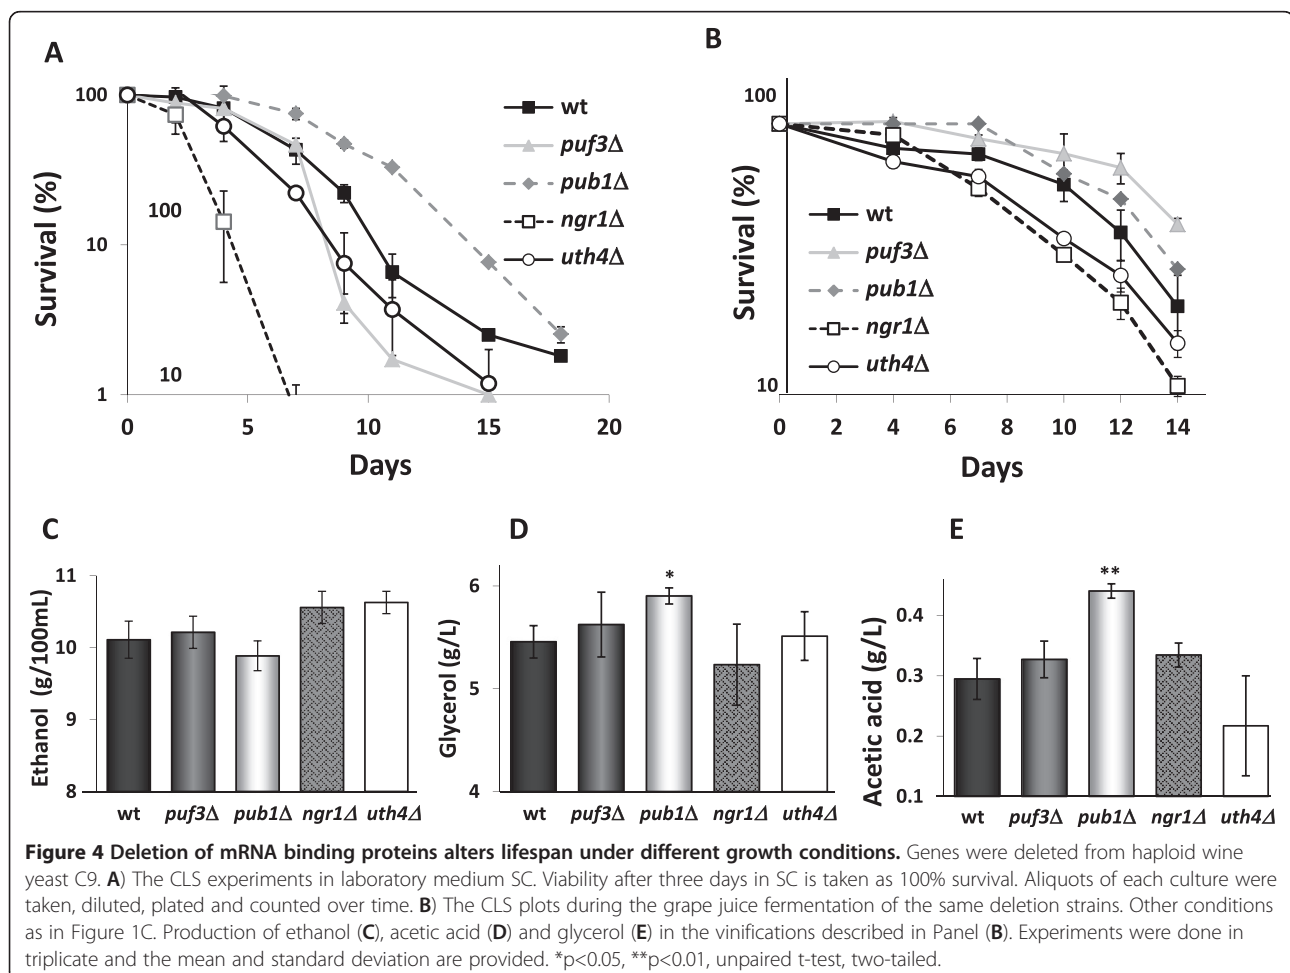 A
B
100
10
1
Survival (%)
100
10
0
5
10
15
20
Days
wt
puf3Δ
pub1Δ
ngr1Δ
uth4Δ
100
10
Survival (%)
wt
puf3Δ
pub1Δ
ngr1Δ
uth4Δ
0
2
4
6
8
10
12
14
Days
C
D
E
11
10
9
8
Ethanol (g/100mL)
wt puf3Δ pub1Δ ngr1Δ uth4Δ
6
5
4
Glycerol (g/L)
*
wt puf3Δ pub1Δ ngr1Δ uth4Δ
0.4
0.3
0.2
0.1
Acetic acid (g/L)
**
wt puf3Δ pub1Δ ngr1Δ uth4Δ
Figure 4 Deletion of mRNA binding proteins alters lifespan under different growth conditions. Genes were deleted from haploid wine
yeast C9. A) The CLS experiments in laboratory medium SC. Viability after three days in SC is taken as 100% survival. Aliquots of each culture were
taken, diluted, plated and counted over time. B) The CLS plots during the grape juice fermentation of the same deletion strains. Other conditions
as in Figure 1C. Production of ethanol (C), acetic acid (D) and glycerol (E) in the vinifications described in Panel (B). Experiments were done in
triplicate and the mean and standard deviation are provided. *p<0.05, **p<0.01, unpaired t-test, two-tailed.